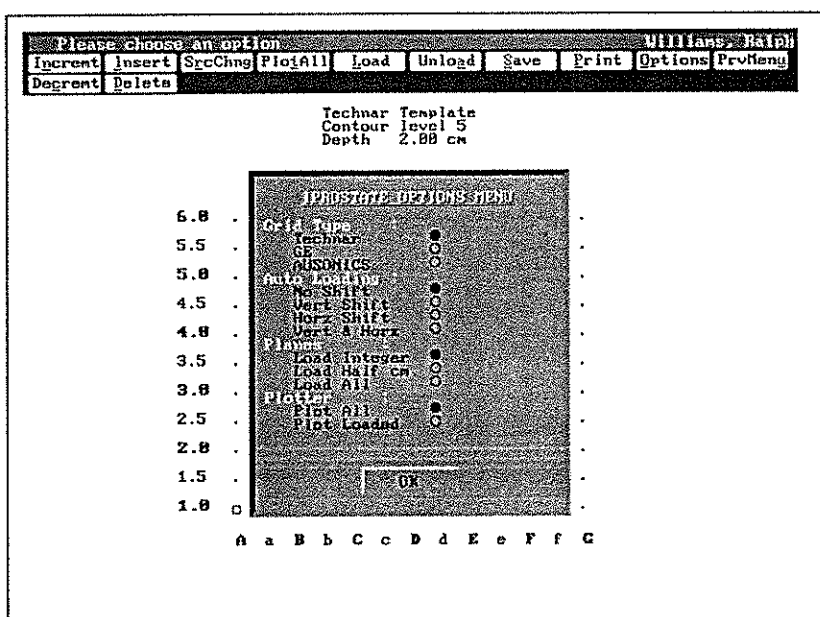 Please choose an option Williams, Ralph
Increment Insert SrcChng PlotAll Load Unload Save Print Options PrvMenu
Decrement Delete
Technar Template
Contour level 5
Depth 2.00 cm
IPROSTATE OPTIONS MENU
6.0
Grid Type :
Technar
5.5
GE
AUSONICS
5.0
Auto Loading :
No Shift
4.5
Vert Shift
Horz Shift
4.0
Vert & Horz
Planes :
3.5
Load Integer
Load Half cm
3.0
Load All
Plotter :
Plot All
2.5
Plot Loaded
2.0
1.5
OK
1.0
A a B b C c D d E e F f G